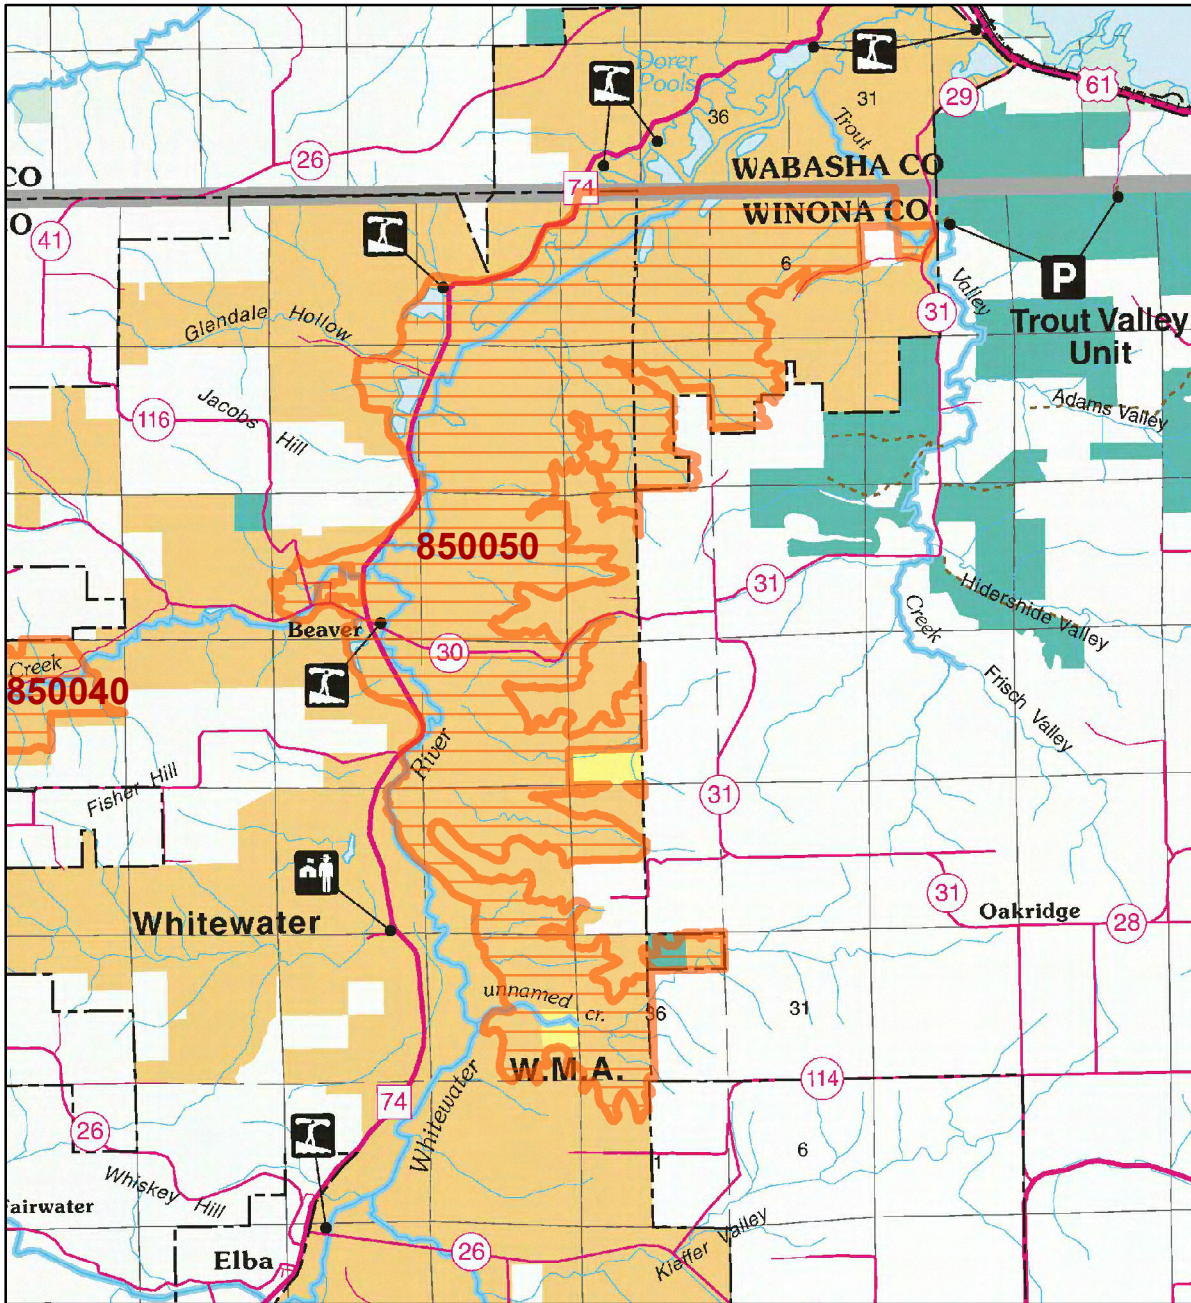 Dorer
Pools
61
29
31
36
Trout
26
CO
WABASHA CO
74
WINONA CO
O
41
6
P
Valley
31
Trout Valley
Unit
Glendale Hollow
Jacobs
Hill
116
Adams Valley
850050
31
Hidershide Valley
Creek
Beaver
30
Creek
850040
Frisch Valley
River
Fisher Hill
31
31
Whitewater
Oakridge
28
unnamed
cr.
36
31
W.M.A.
114
74
26
Whitewater
6
1
Whiskey Hill
airwater
Kieffer Valley
Elba
26